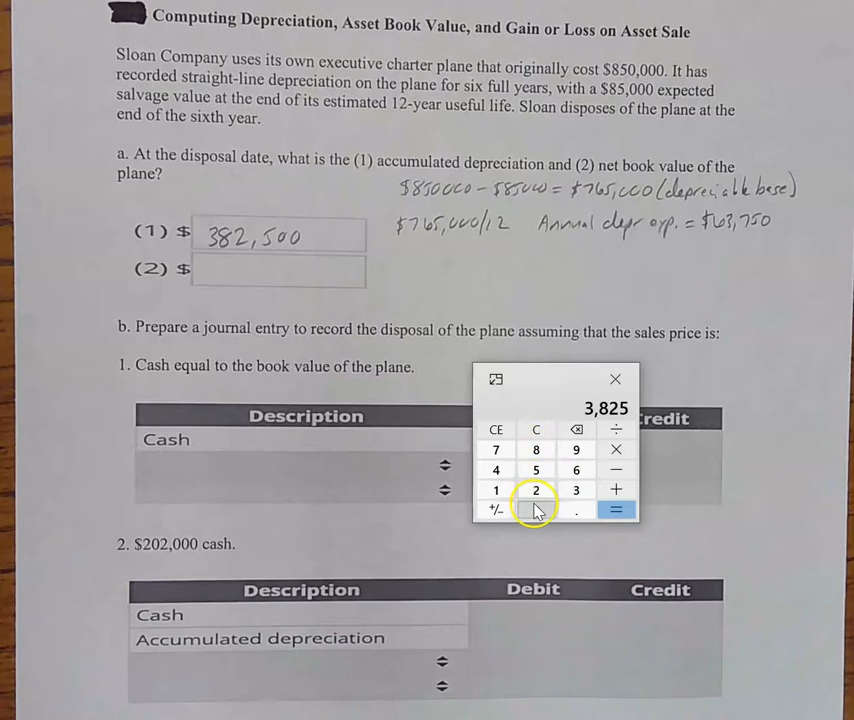 Computing Depreciation, Asset Book Value, and Gain or Loss on Asset Sale
Sloan Company uses its own executive charter plane that originally cost $850,000. It has
recorded straight-line depreciation on the plane for six full years, with a $85,000 expected
salvage value at the end of its estimated 12-year useful life. Sloan disposes of the plane at the
end of the sixth year.
a. At the disposal date, what is the (1) accumulated depreciation and (2) net book value of the
plane?
$850000 - $85000 = $765,000 (depreciable base)
(1) $ 382,500
$765,000/12 Annual depr exp. = $63,750
(2) $
b. Prepare a journal entry to record the disposal of the plane assuming that the sales price is:
1. Cash equal to the book value of the plane.
3,825
Description redit
CE C ÷
Cash
7 8 9 ×
4 5 6 −
1 2 3 +
+/− . =
2. $202,000 cash.
Description Debit Credit
Cash
Accumulated depreciation